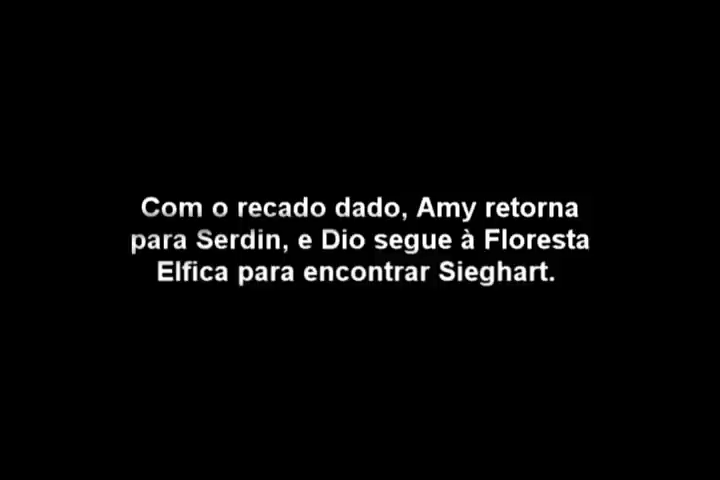 Com o recado dado, Amy retorna
para Serdin, e Dio segue à Floresta
Elfica para encontrar Sieghart.